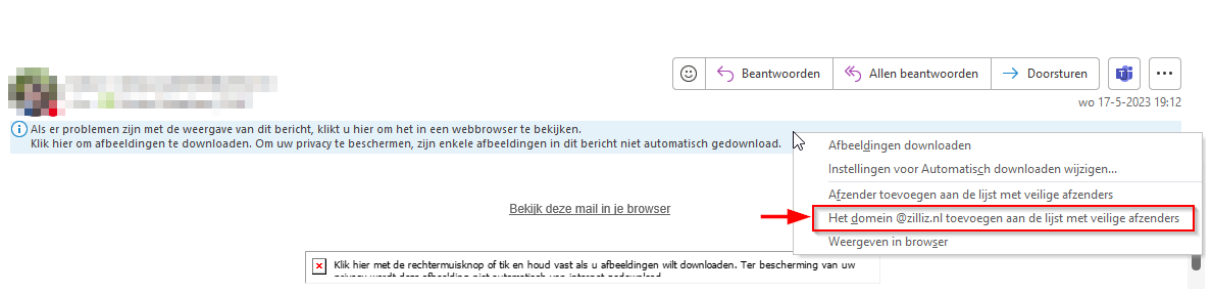 Beantwoorden
Allen beantwoorden
Doorsturen
wo 17-5-2023 19:12
Als er problemen zijn met de weergave van dit bericht, klikt u hier om het in een webbrowser te bekijken.
Klik hier om afbeeldingen te downloaden. Om uw privacy te beschermen, zijn enkele afbeeldingen in dit bericht niet automatisch gedownload.
Afbeeldingen downloaden
Instellingen voor Automatisch downloaden wijzigen...
Afzender toevoegen aan de lijst met veilige afzenders
Het domein @zilliz.nl toevoegen aan de lijst met veilige afzenders
Weergeven in browser
Bekijk deze mail in je browser
Klik hier met de rechtermuisknop of tik en houd vast als u afbeeldingen wilt downloaden. Ter bescherming van uw